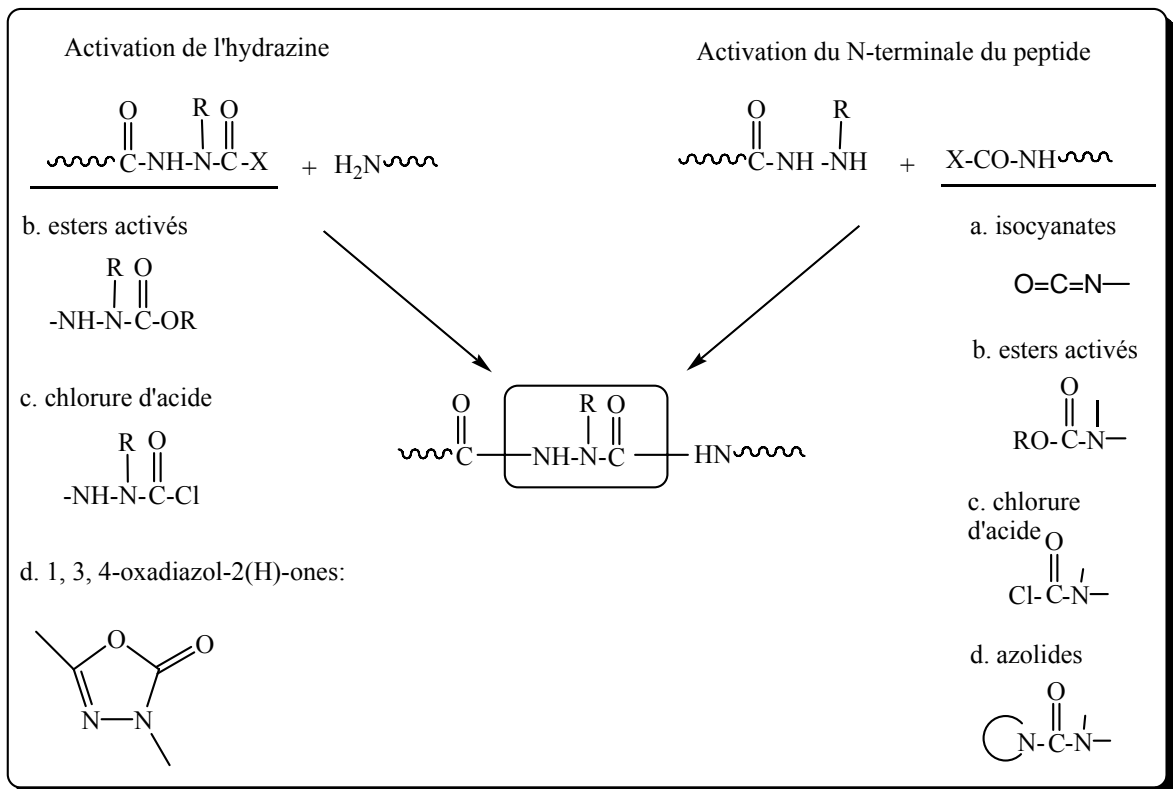 Activation de l'hydrazine
O R O
C-NH-N-C-X + H2N
b. esters activés
R O
-NH-N-C-OR
c. chlorure d'acide
R O
-NH-N-C-Cl
d. 1, 3, 4-oxadiazol-2(H)-ones:
O O
N N
Activation du N-terminale du peptide
O R
C-NH-NH + X-CO-NH
a. isocyanates
O=C=N
b. esters activés
O
RO-C-N
c. chlorure
d'acide
O
Cl-C-N
d. azolides
O
N-C-N
O R O
C NH-N-C HN